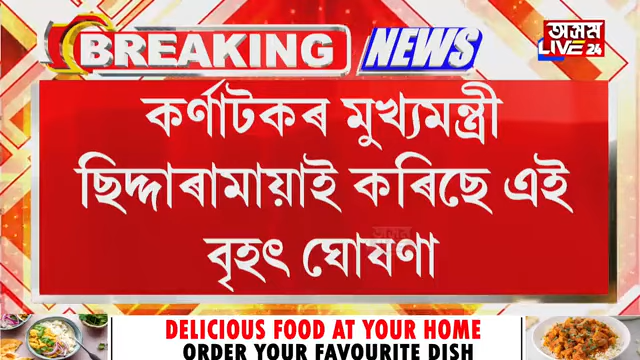 BREAKING NEWS
অসম
LIVE 24
কৰ্ণাটকৰ মুখ্যমন্ত্ৰী
ছিদ্দাৰামায়াই কৰিছে এই
বৃহৎ ঘোষণা
DELICIOUS FOOD AT YOUR HOME
ORDER YOUR FAVOURITE DISH